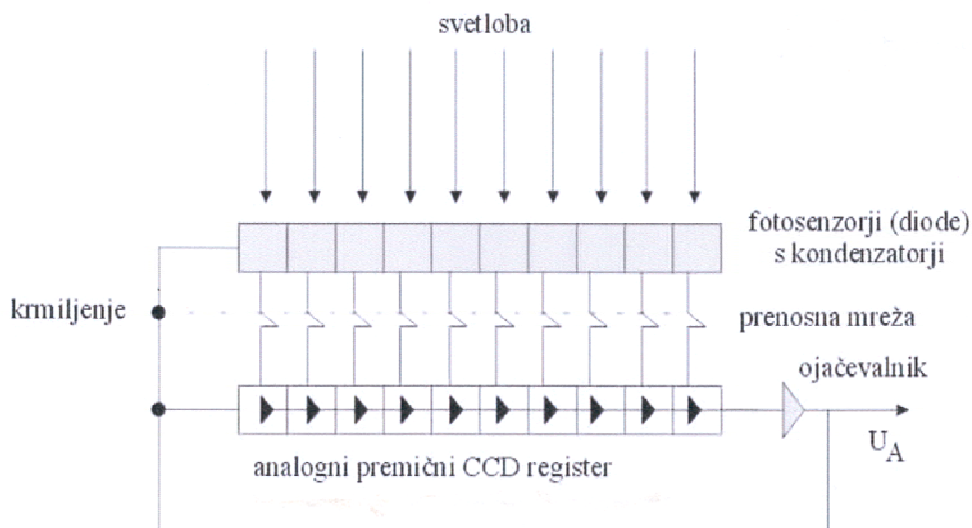 svetloba
fotosenzorji (diode)
s kondenzatorji
krmiljenje
prenosna mreža
ojačevalnik
U_A
analogni premični CCD register